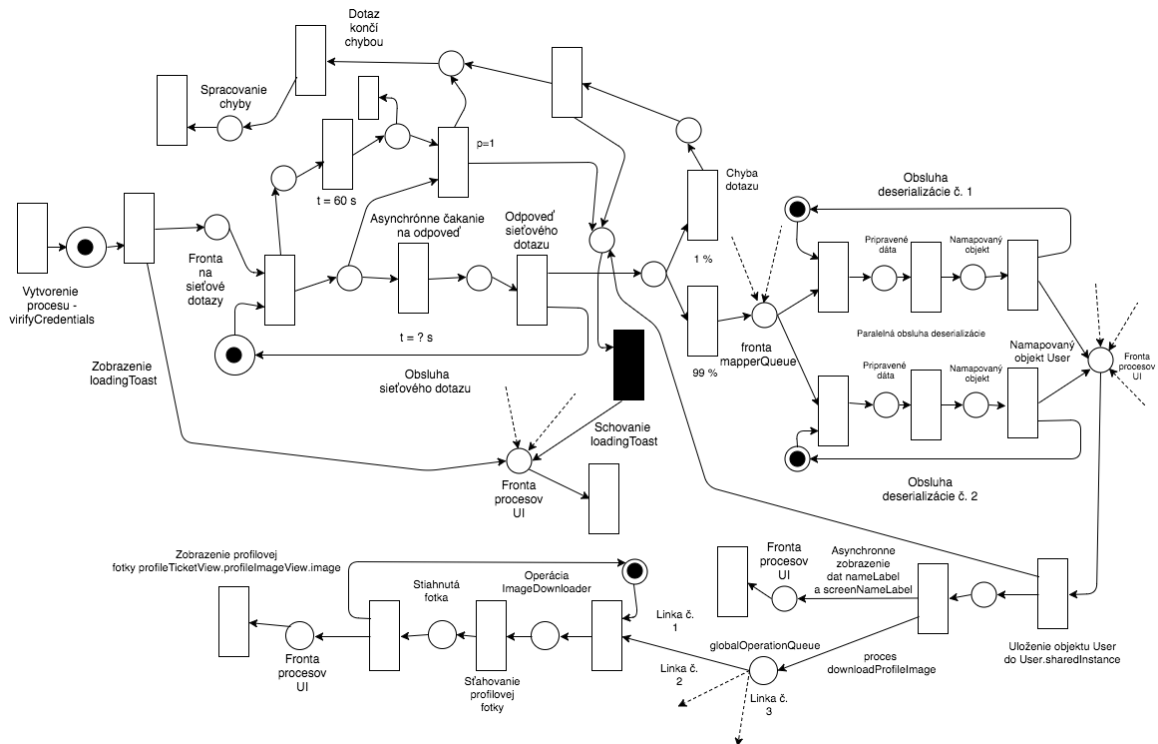 Dotaz
končí
chybou
Spracovanie
chyby
p=1
t = 60 s
Chyba
dotazu
1 %
Obsluha
deserializácie č. 1
Asynchrónne čakanie
na odpoveď
Odpoveď
sieťového
dotazu
Fronta
na
sieťové
dotazy
Pripravené
dáta
Namapovaný
objekt
Vytvorenie
procesu -
virifyCredentials
t = ? s
fronta
mapperQueue
Paralelná obsluha deserializácie
Namapovaný
objekt User
Fronta
procesov
UI
99 %
Zobrazenie
loadingToast
Obsluha
sieťového dotazu
Pripravené
dáta
Namapovaný
objekt
Schovanie
loadingToast
Obsluha
deserializácie č. 2
Fronta
procesov
UI
Zobrazenie profilovej
fotky profileTicketView.profileImageView.image
Stiahnutá
fotka
Operácia
ImageDownloader
Fronta
procesov
UI
Asynchronne
zobrazenie
dat nameLabel
a screenNameLabel
Linka č.
1
globalOperationQueue
Linka č.
2
Linka č.
3
proces
downloadProfileImage
Uloženie objektu User
do User.sharedInstance
Fronta
procesov
UI
Sťahovanie
profilovej
fotky